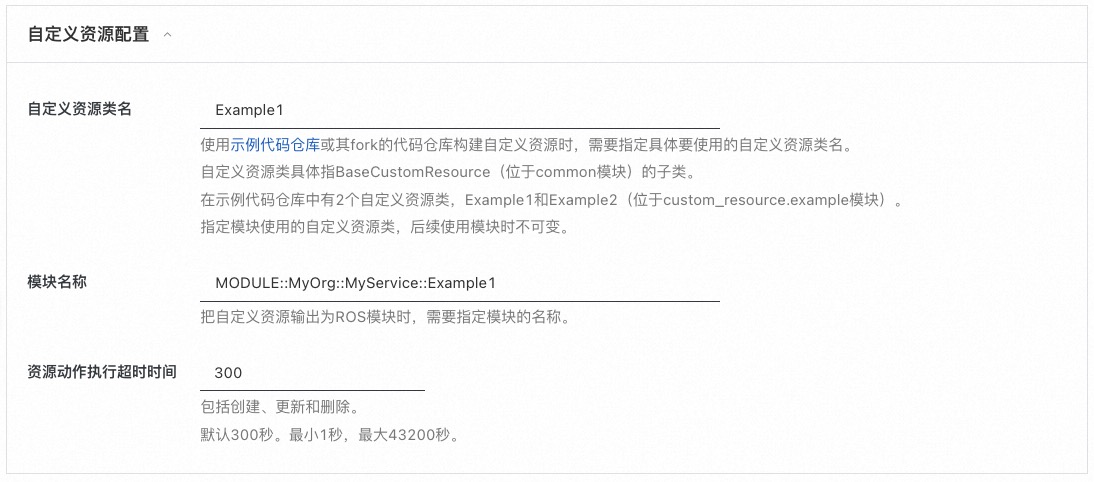 自定义资源配置
自定义资源类名
Example1
使用示例代码仓库或其fork的代码仓库构建自定义资源时，需要指定具体要使用的自定义资源类名。
自定义资源类具体指BaseCustomResource（位于common模块）的子类。
在示例代码仓库中有2个自定义资源类，Example1和Example2（位于custom_resource.example模块）。
指定模块使用的自定义资源类，后续使用模块时不可变。
模块名称
MODULE::MyOrg::MyService::Example1
把自定义资源输出为ROS模块时，需要指定模块的名称。
资源动作执行超时时间
300
包括创建、更新和删除。
默认300秒。最小1秒，最大43200秒。